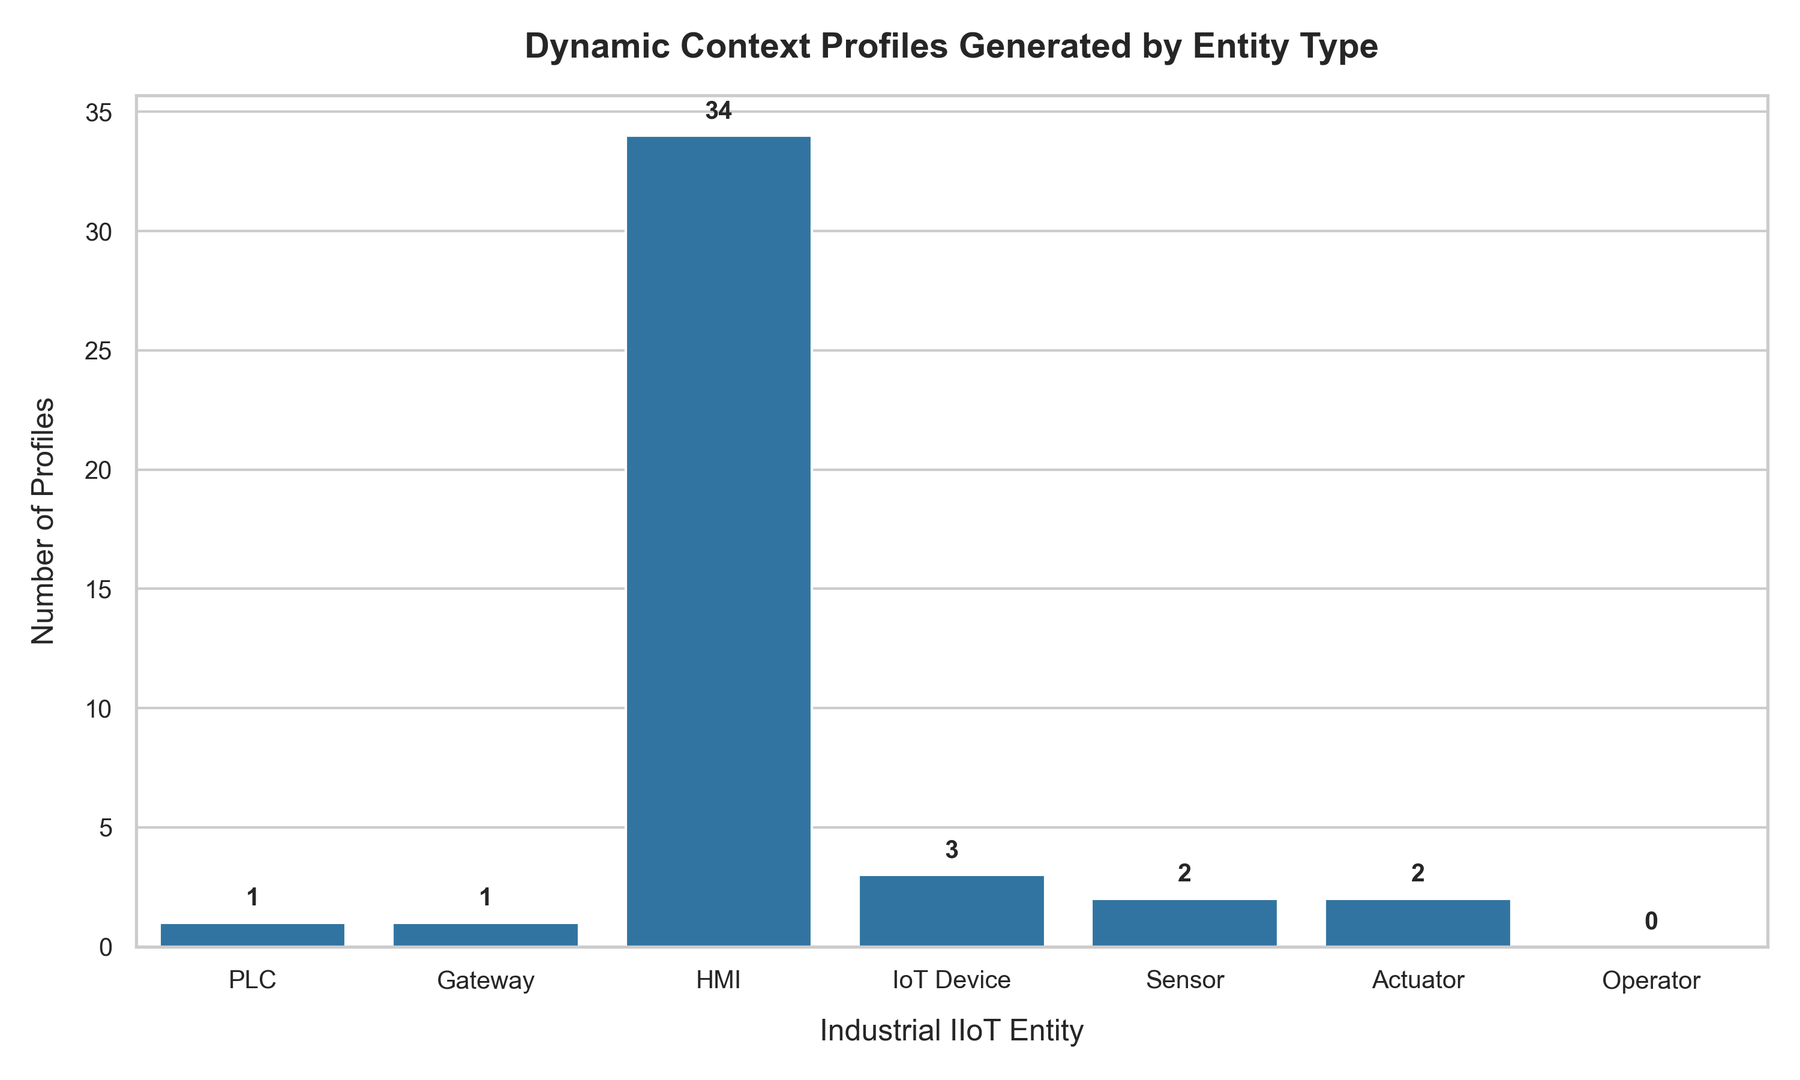 Dynamic Context Profiles Generated by Entity Type
Number of Profiles
35
30
25
20
15
10
5
0
1
1
34
3
2
2
0
PLC
Gateway
HMI
IoT Device
Sensor
Actuator
Operator
Industrial IIoT Entity